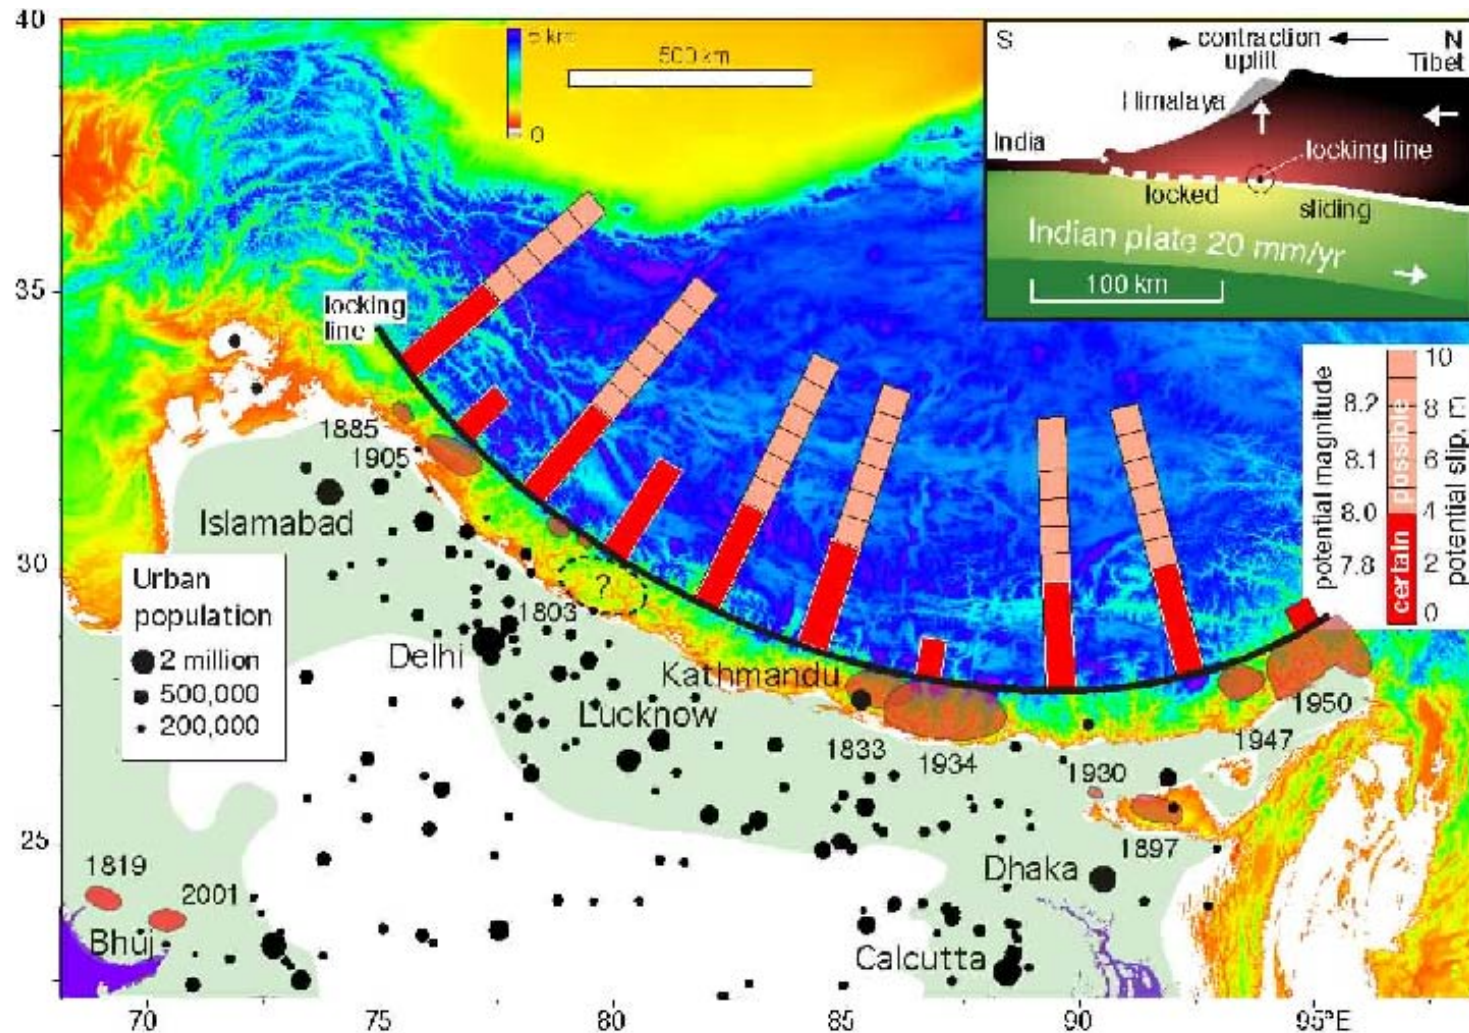 40
35
30
25
70
75
80
85
90
95°E
5 km
0
500 km
S
contraction
uplift
N
Tibet
Himalaya
India
locking line
locked
sliding
Indian plate 20 mm/yr
100 km
locking
line
1885
1905
Islamabad
Urban
population
2 million
500,000
200,000
Delhi
1803
?
Kathmandu
Lucknow
1833
1934
1930
1947
1950
1897
Dhaka
Calcutta
1819
2001
Bhuj
potential magnitude
8.2
8.1
8.0
7.8
possible
certain
10
8
6
4
2
0
potential slip, m